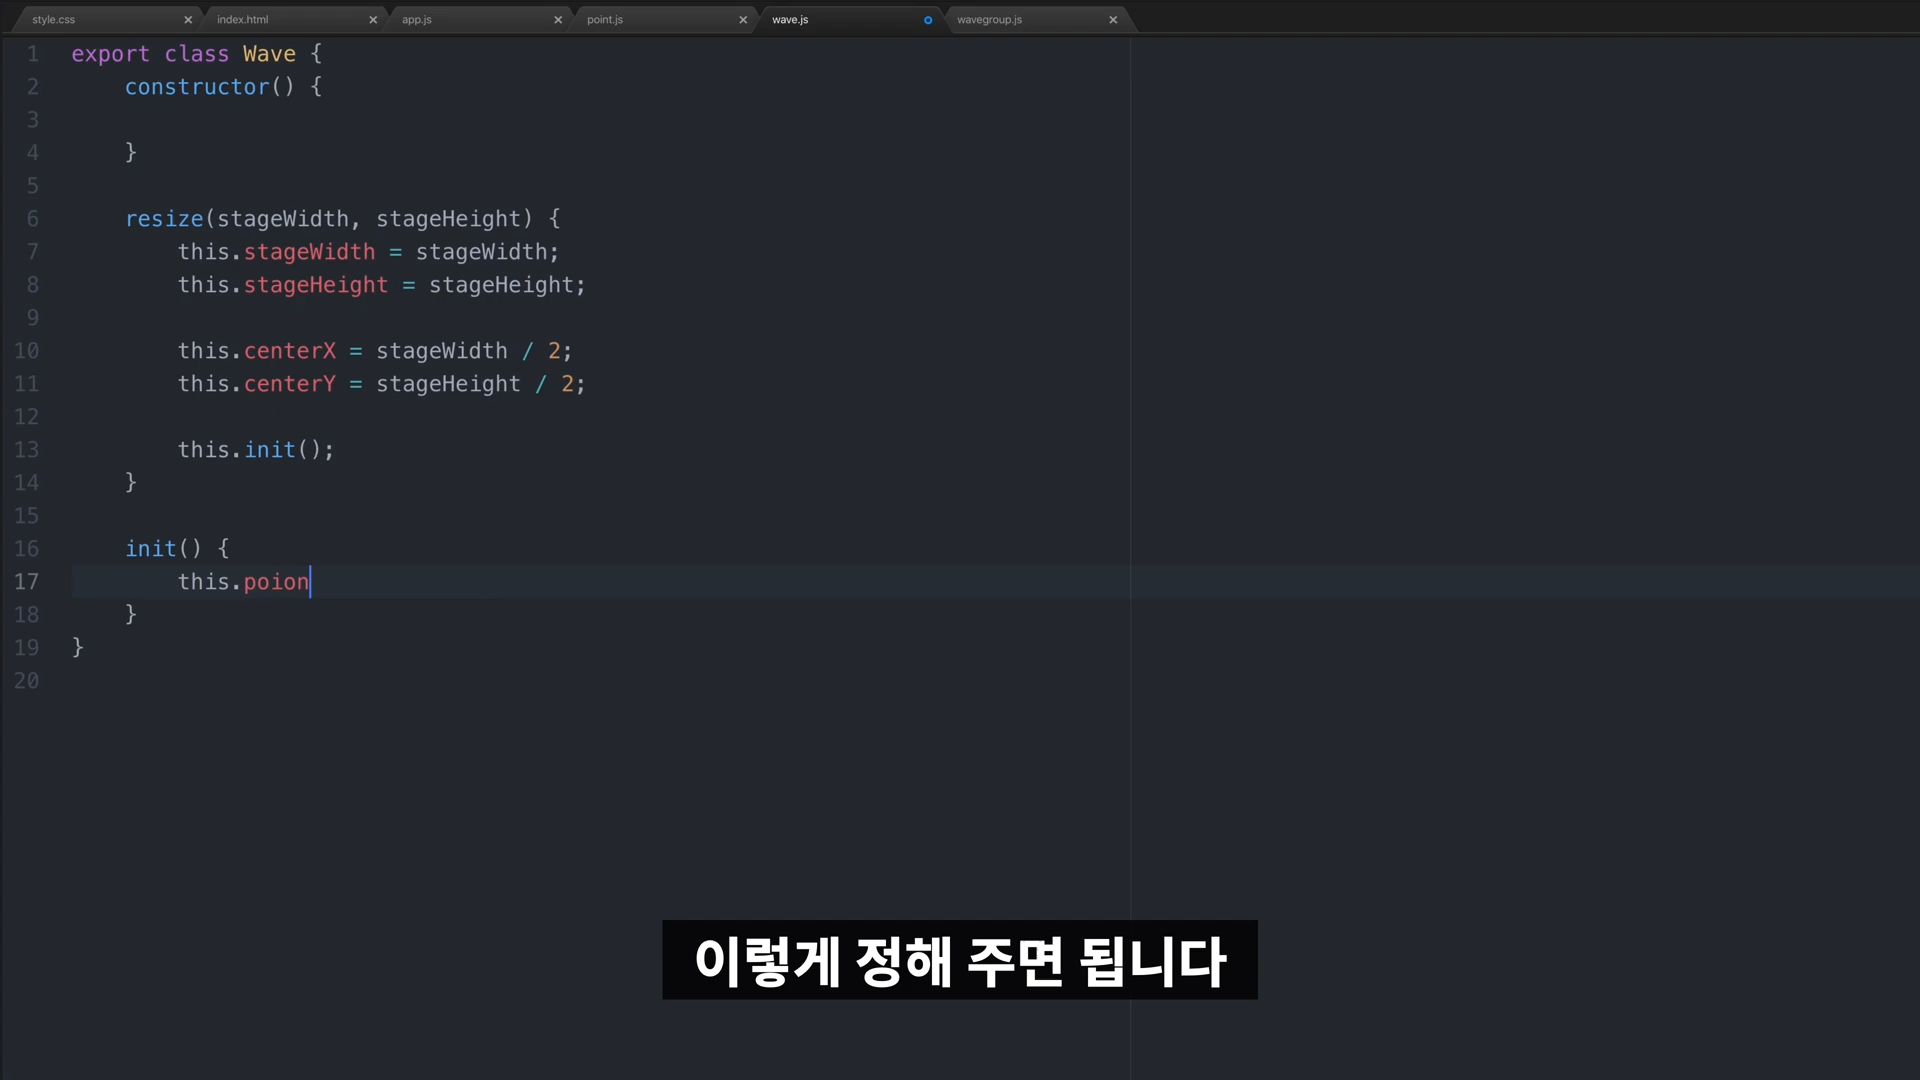 style.css
index.html
app.js
point.js
wave.js
wavegroup.js
1 export class Wave {
2     constructor() {
3
4     }
5
6     resize(stageWidth, stageHeight) {
7         this.stageWidth = stageWidth;
8         this.stageHeight = stageHeight;
9
10         this.centerX = stageWidth / 2;
11         this.centerY = stageHeight / 2;
12
13         this.init();
14     }
15
16     init() {
17         this.poion
18     }
19 }
20
이렇게 정해 주면 됩니다